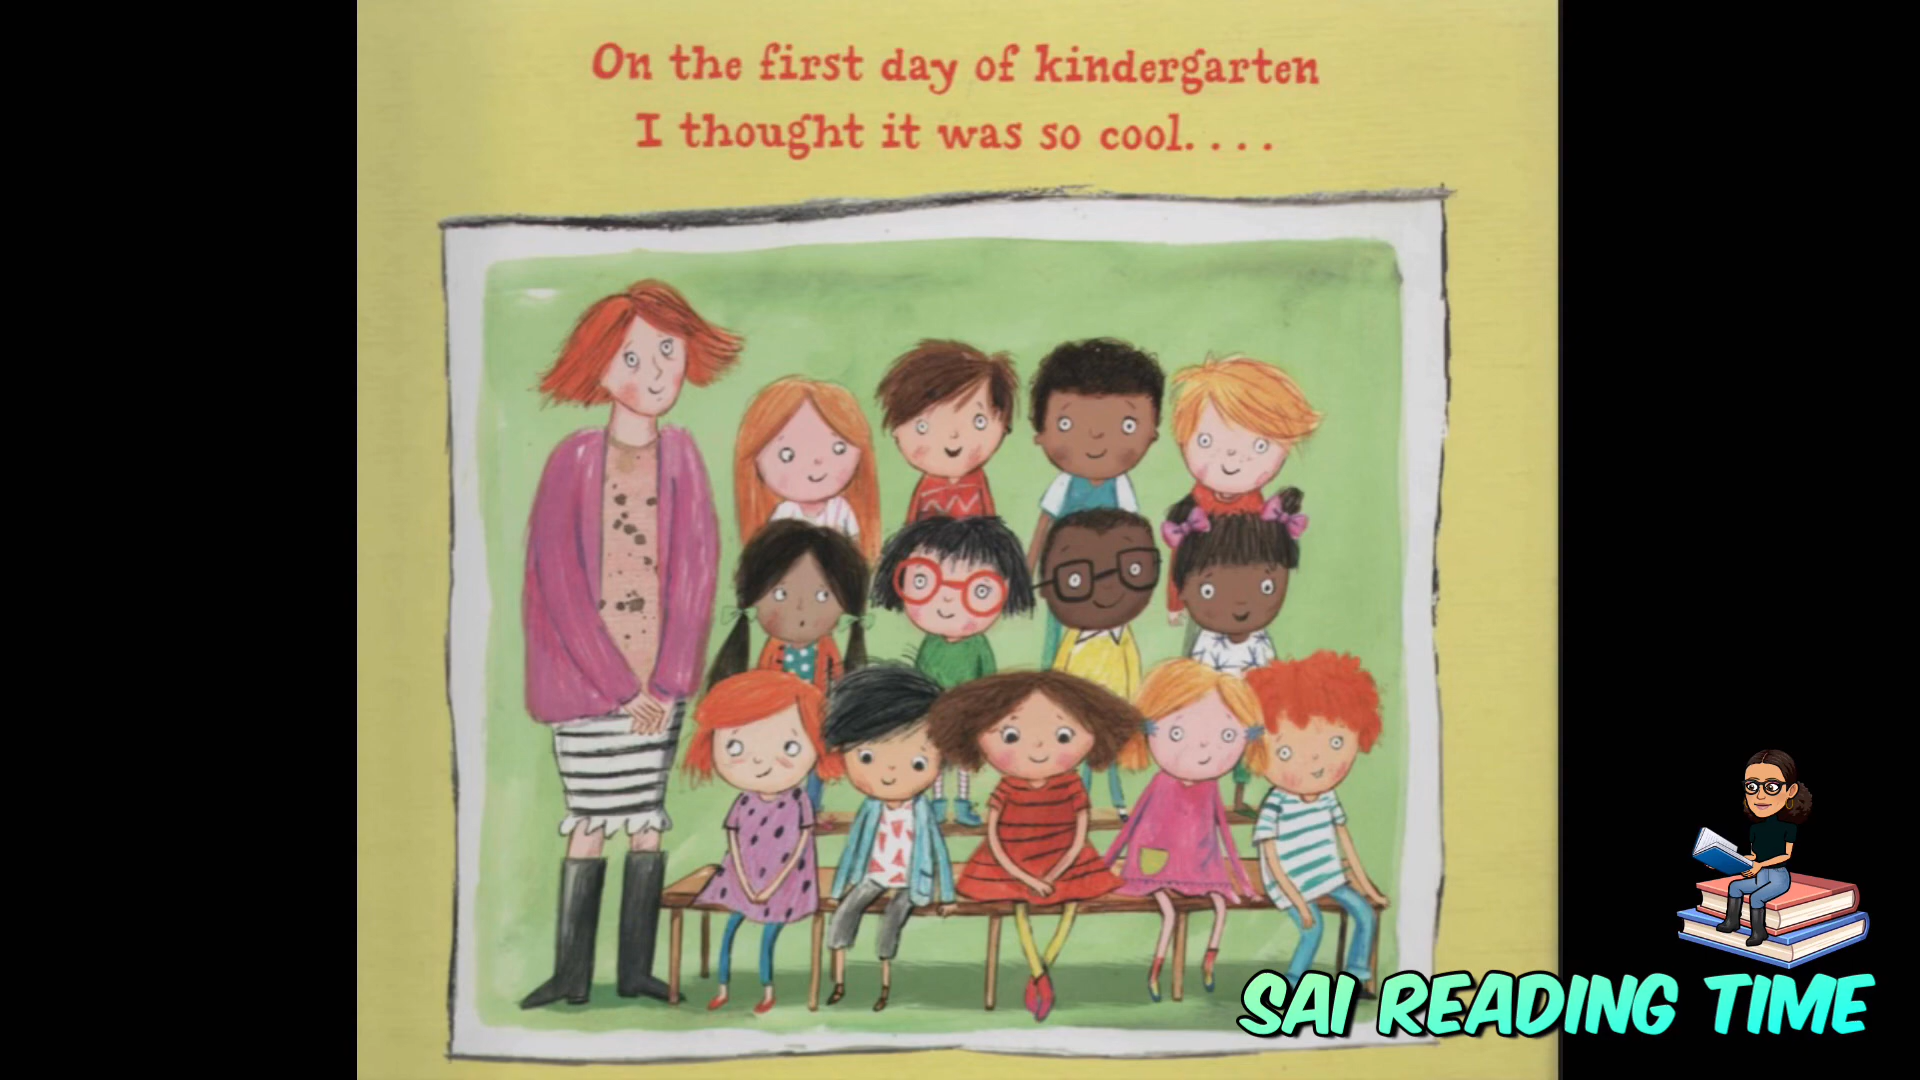 On the first day of kindergarten
I thought it was so cool. . . .
SAI READING TIME